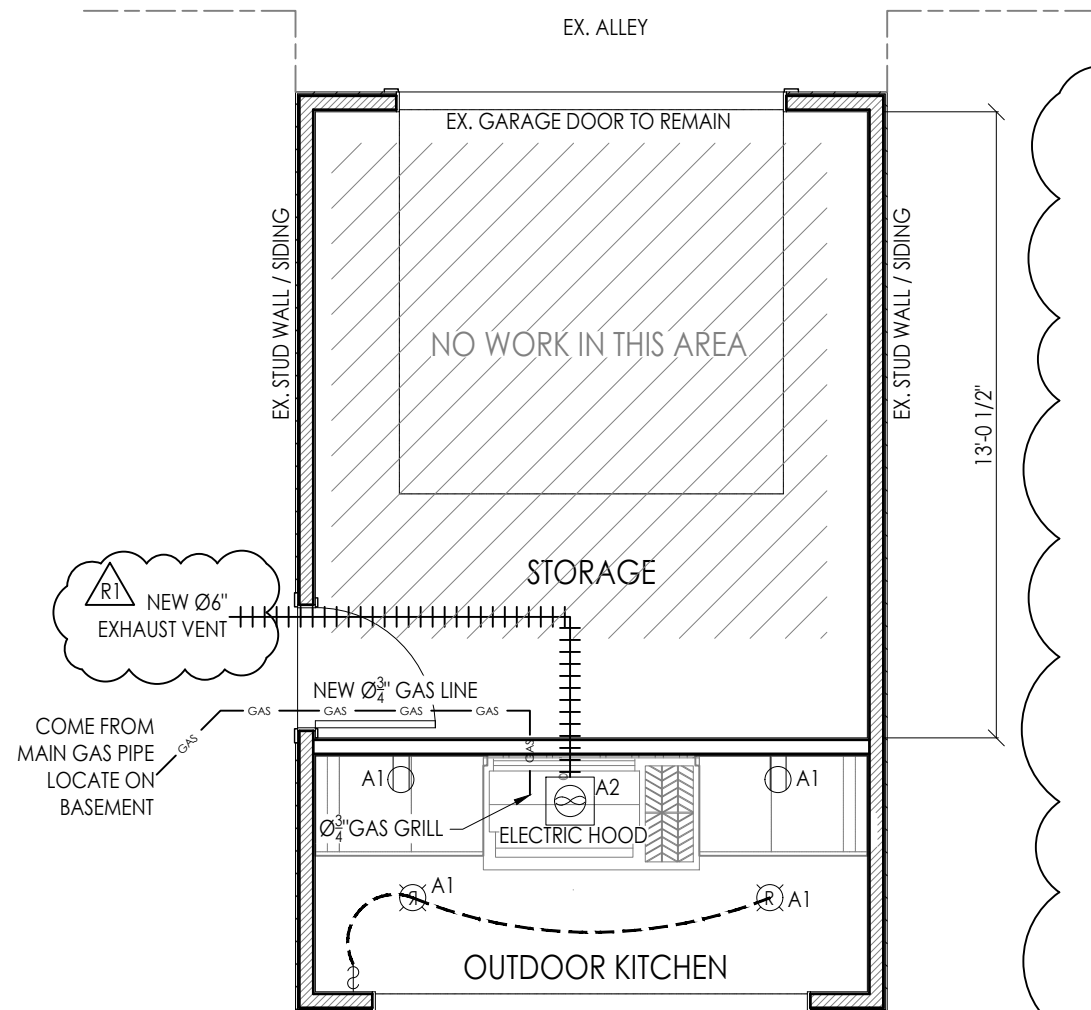 EX. ALLEY
EX. GARAGE DOOR TO REMAIN
EX. STUD WALL / SIDING
EX. STUD WALL / SIDING
NO WORK IN THIS AREA
13'-0 1/2"
STORAGE
R1
NEW Ø6"
EXHAUST VENT
NEW Ø3/4" GAS LINE
GAS
GAS
GAS
GAS
GAS
GAS
COME FROM
MAIN GAS PIPE
LOCATE ON
BASEMENT
A1
A2
A1
Ø3/4"GAS GRILL
ELECTRIC HOOD
R
A1
R
A1
S
OUTDOOR KITCHEN